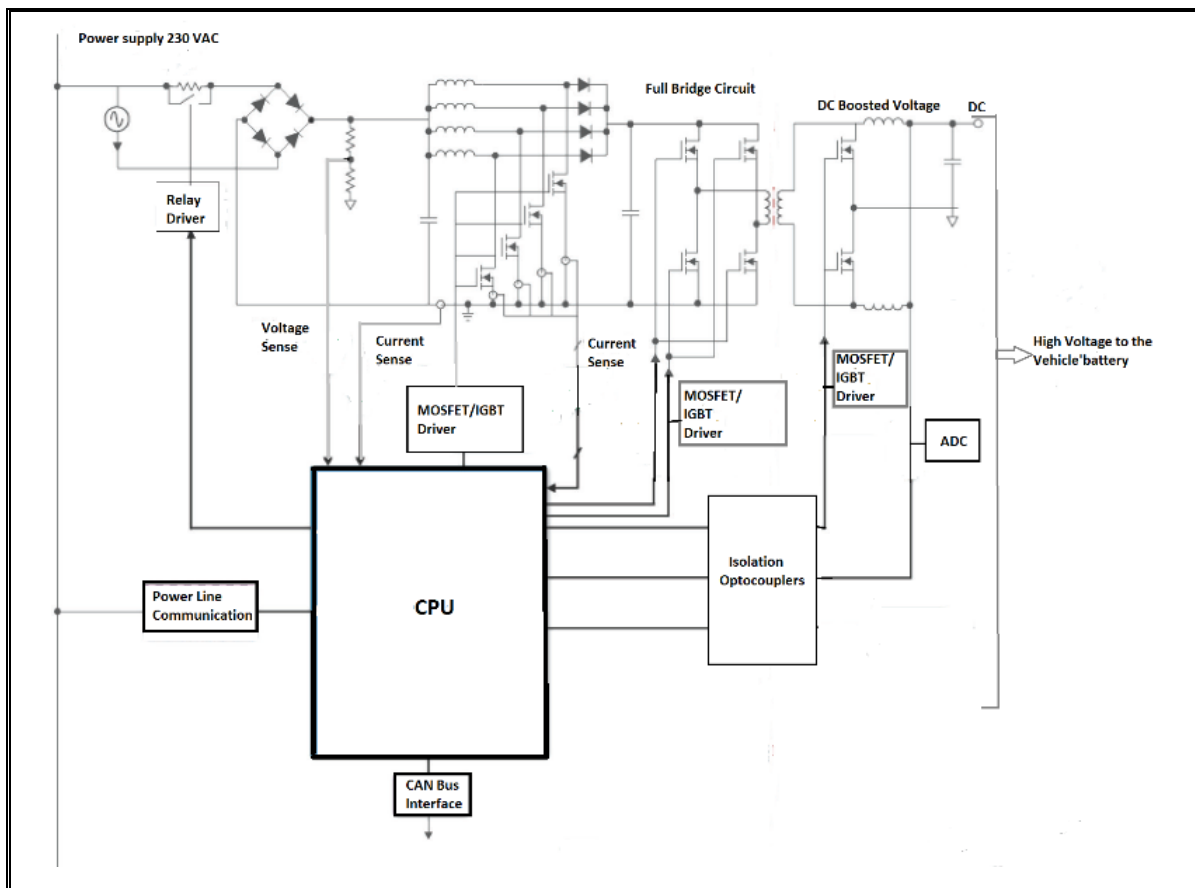 Power supply 230 VAC
Full Bridge Circuit
DC Boosted Voltage
DC
Relay
Driver
Voltage
Sense
Current
Sense
Current
Sense
MOSFET/IGBT
Driver
MOSFET/
IGBT
Driver
MOSFET/
IGBT
Driver
High Voltage to the
Vehicle battery
ADC
Isolation
Optocouplers
CPU
Power Line
Communication
CAN Bus
Interface